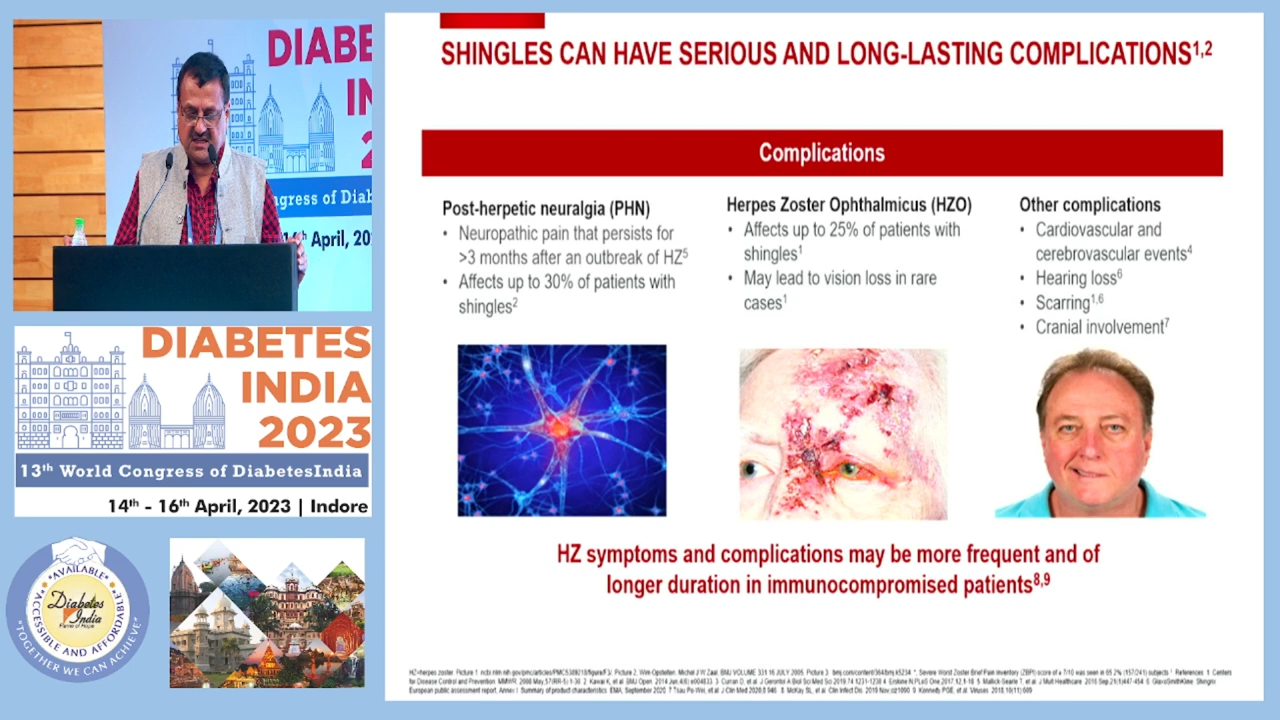 DIABE
IN
2
ngress of Diab
14th April, 20
DIABETES
INDIA
2023
13th World Congress of DiabetesIndia
14th - 16th April, 2023 | Indore
*AVAILABLE*
*ACCESSIBLE AND AFFORDABLE*
Diabetes
India
"TOGETHER WE CAN ACHIEVE"
SHINGLES CAN HAVE SERIOUS AND LONG-LASTING COMPLICATIONS1,2
Complications
Post-herpetic neuralgia (PHN)
• Neuropathic pain that persists for
>3 months after an outbreak of HZ5
• Affects up to 30% of patients with
shingles2
Herpes Zoster Ophthalmicus (HZO)
• Affects up to 25% of patients with
shingles1
• May lead to vision loss in rare
cases1
Other complications
• Cardiovascular and
cerebrovascular events4
• Hearing loss6
• Scarring1,6
• Cranial involvement7
HZ symptoms and complications may be more frequent and of
longer duration in immunocompromised patients8,9